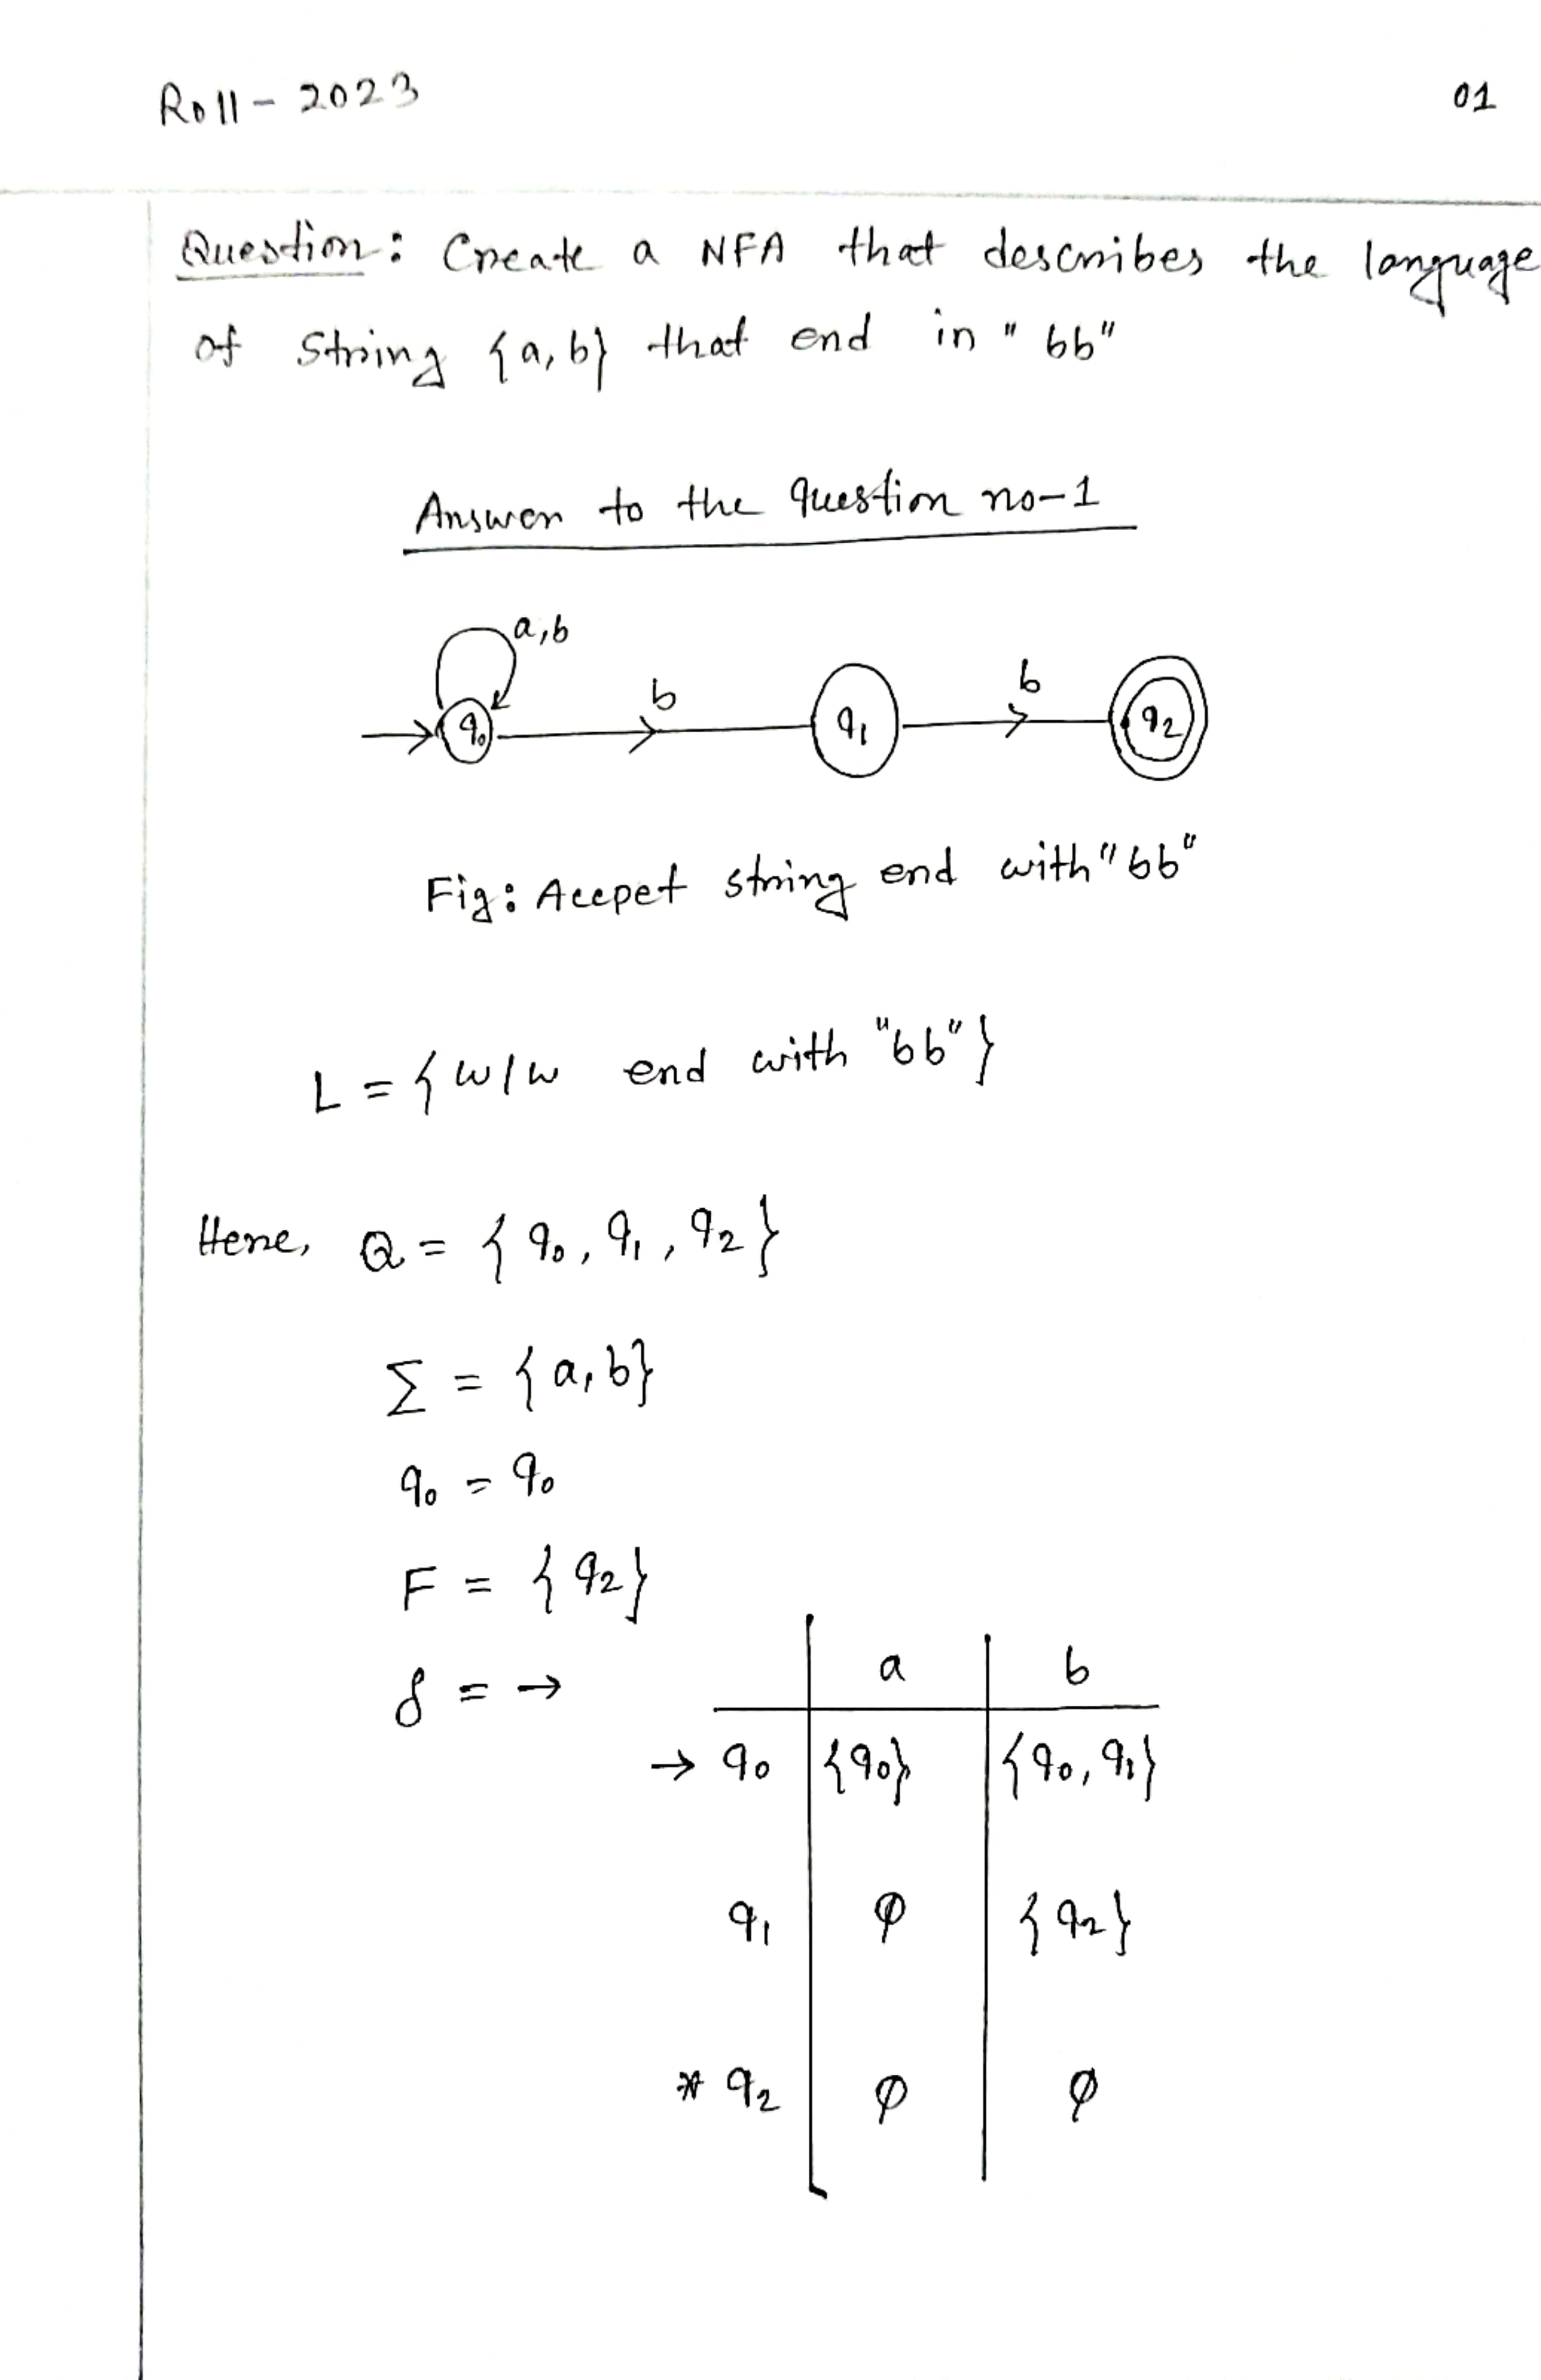 Roll - 2023
01
Question: Create a NFA that describes the language
of string {a, b} that end in "bb"
Answer to the question no-1
a, b
b
b
q0
q1
q2
Fig: Accpet string end with "bb"
L = { w/w end with "bb" }
Here, Q = { q0, q1, q2 }
Σ = { a, b }
q0 = q0
F = { q2 }
δ = →
a b
→ q0 {q0} {q0, q1}
q1 φ {q2}
* q2 φ φ